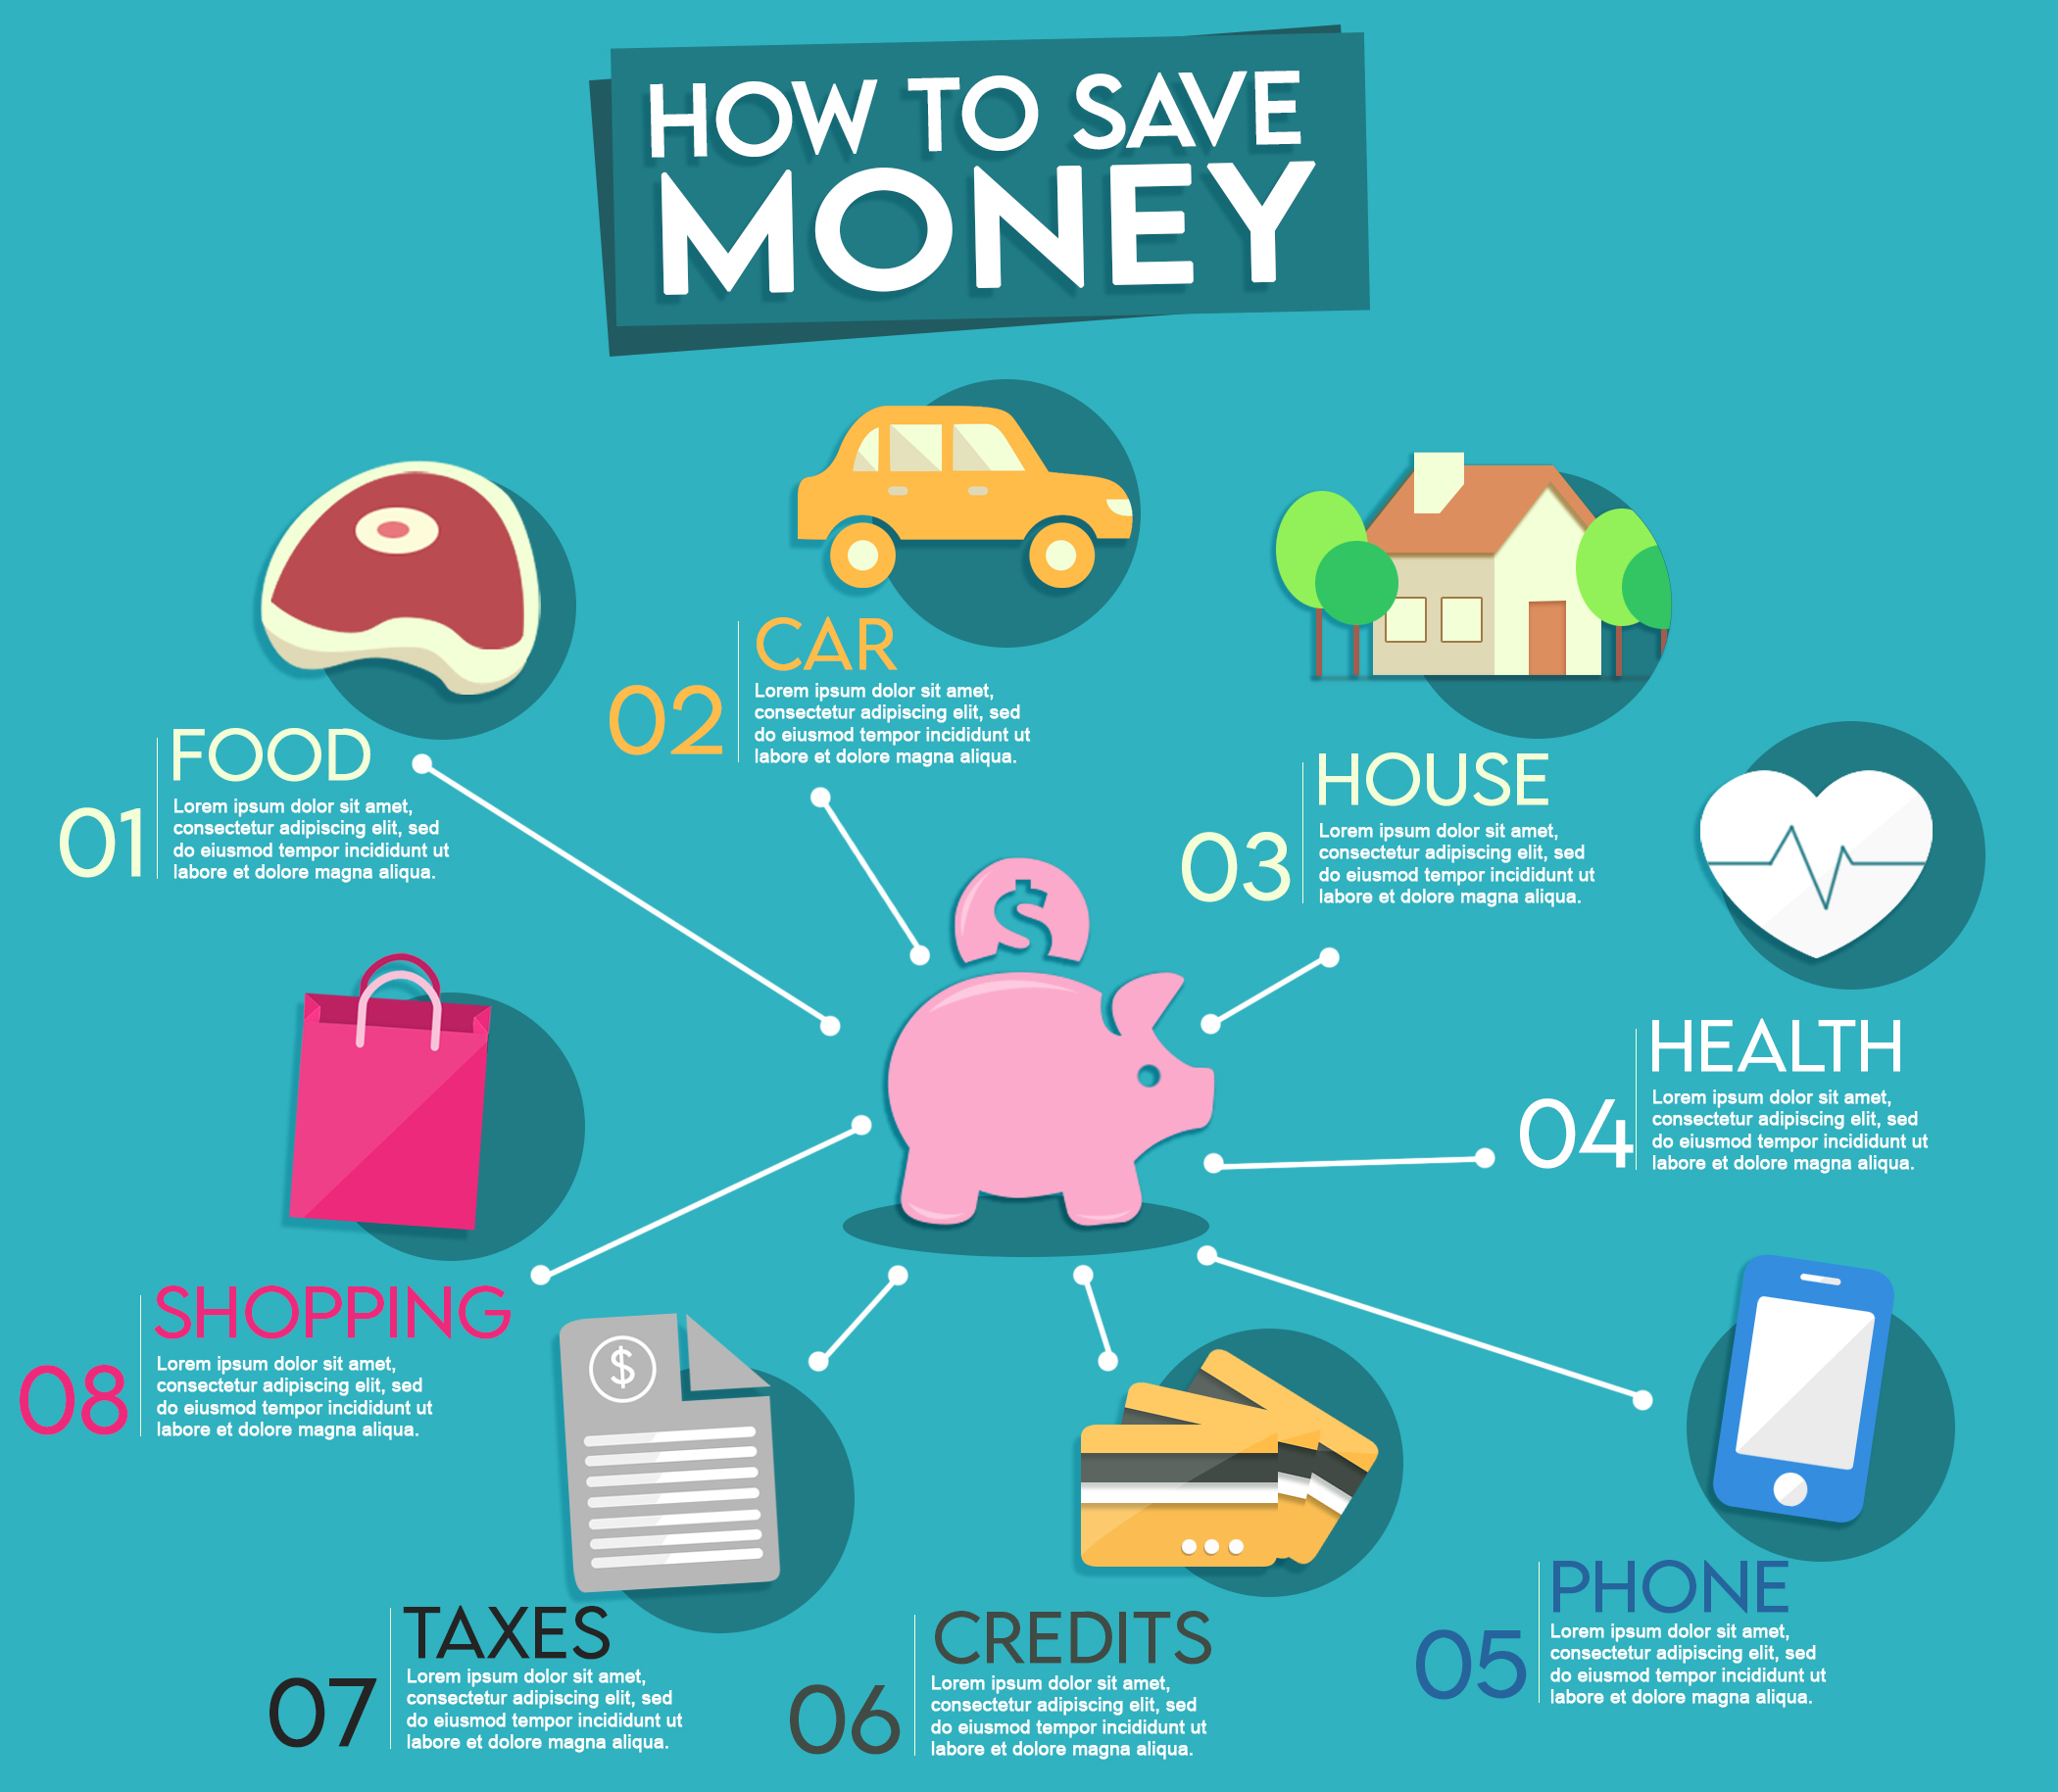 HOW TO SAVE
MONEY
01
FOOD
Lorem ipsum dolor sit amet,
consectetur adipiscing elit, sed
do eiusmod tempor incididunt ut
labore et dolore magna aliqua.
02
CAR
Lorem ipsum dolor sit amet,
consectetur adipiscing elit, sed
do eiusmod tempor incididunt ut
labore et dolore magna aliqua.
03
HOUSE
Lorem ipsum dolor sit amet,
consectetur adipiscing elit, sed
do eiusmod tempor incididunt ut
labore et dolore magna aliqua.
04
HEALTH
Lorem ipsum dolor sit amet,
consectetur adipiscing elit, sed
do eiusmod tempor incididunt ut
labore et dolore magna aliqua.
$
05
PHONE
Lorem ipsum dolor sit amet,
consectetur adipiscing elit, sed
do eiusmod tempor incididunt ut
labore et dolore magna aliqua.
06
CREDITS
Lorem ipsum dolor sit amet,
consectetur adipiscing elit, sed
do eiusmod tempor incididunt ut
labore et dolore magna aliqua.
$
07
TAXES
Lorem ipsum dolor sit amet,
consectetur adipiscing elit, sed
do eiusmod tempor incididunt ut
labore et dolore magna aliqua.
08
SHOPPING
Lorem ipsum dolor sit amet,
consectetur adipiscing elit, sed
do eiusmod tempor incididunt ut
labore et dolore magna aliqua.